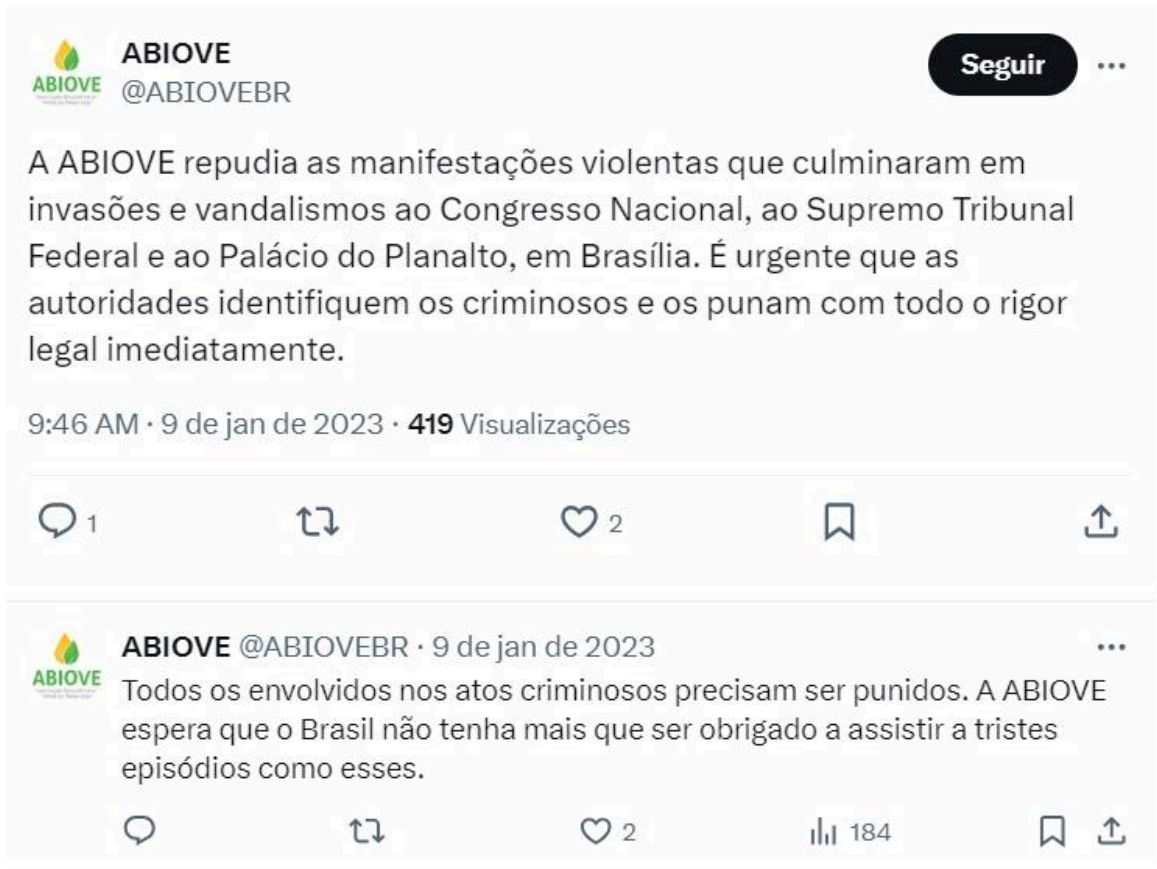 ABIOVE
@ABIOVEBR
Seguir
ABIOVE
A ABIOVE repudia as manifestações violentas que culminaram em
invasões e vandalismos ao Congresso Nacional, ao Supremo Tribunal
Federal e ao Palácio do Planalto, em Brasília. É urgente que as
autoridades identifiquem os criminosos e os punam com todo o rigor
legal imediatamente.
9:46 AM · 9 de jan de 2023 · 419 Visualizações
1 2
ABIOVE @ABIOVEBR · 9 de jan de 2023
ABIOVE
Todos os envolvidos nos atos criminosos precisam ser punidos. A ABIOVE
espera que o Brasil não tenha mais que ser obrigado a assistir a tristes
episódios como esses.
2 184